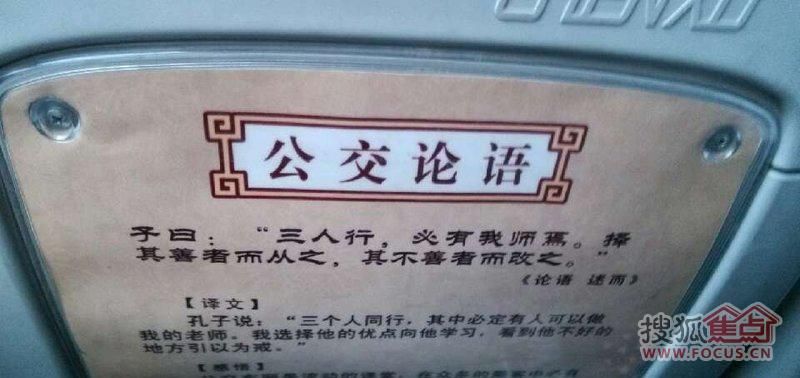 公交论语
子曰：“三人行，必有我师焉。择
其善者而从之，其不善者而改之。”
《论语 述而》
【译文】
孔子说：“三个人同行，其中必定有人可以做
我的老师。我选择他的优点向他学习，看到他不好的
地方引以为戒。”
【感悟】
搜狐焦点
WWW.FOCUS.CN